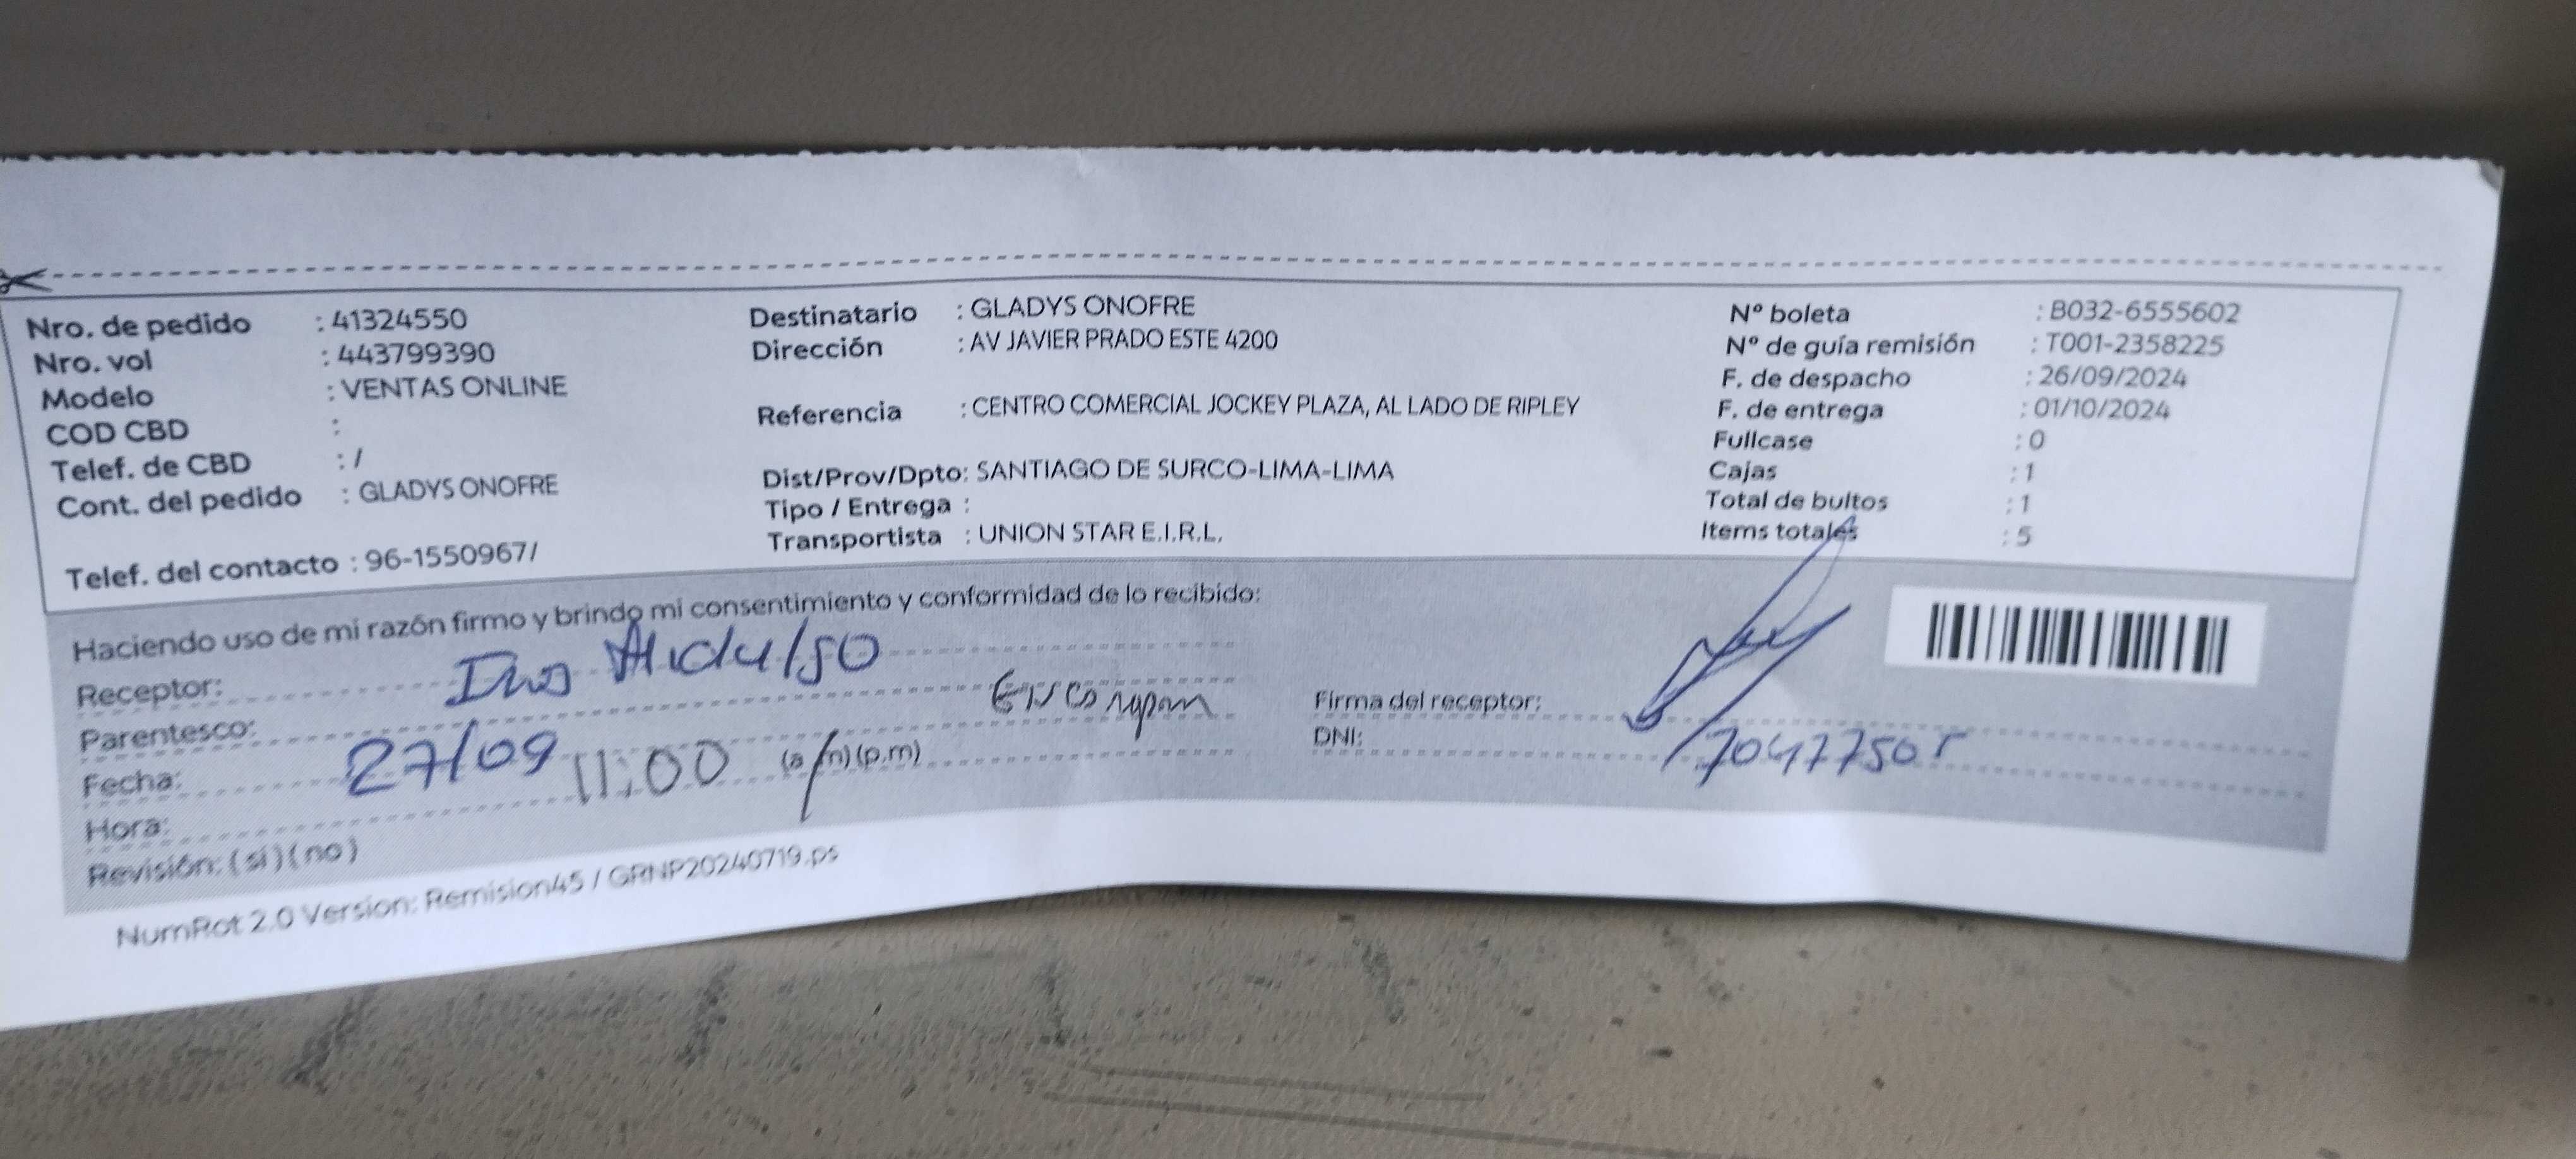 Nro. de pedido : 41324550
Nro. vol : 443799390
Modelo : VENTAS ONLINE
COD CBD :
Telef. de CBD : /
Cont. del pedido : GLADYS ONOFRE
Telef. del contacto : 96-1550967/
Destinatario : GLADYS ONOFRE
Dirección : AV JAVIER PRADO ESTE 4200
Referencia : CENTRO COMERCIAL JOCKEY PLAZA, AL LADO DE RIPLEY
Dist/Prov/Dpto: SANTIAGO DE SURCO-LIMA-LIMA
Tipo / Entrega :
Transportista : UNION STAR E.I.R.L.
Nº boleta : B032-6555602
Nº de guía remisión : T001-2358225
F. de despacho : 26/09/2024
F. de entrega : 01/10/2024
Fullcase : 0
Cajas : 1
Total de bultos : 1
Items totales : 5
Haciendo uso de mi razón firmo y brindo mi consentimiento y conformidad de lo recibido:
Receptor:
Parentesco:
Fecha: 27/09
Hora: 11:00 (a/m)(p.m)
Revisión: (si) (no)
Firma del receptor:
DNI:
NumRot 2.0 Version: Remision45 / GRNP20240719.ps